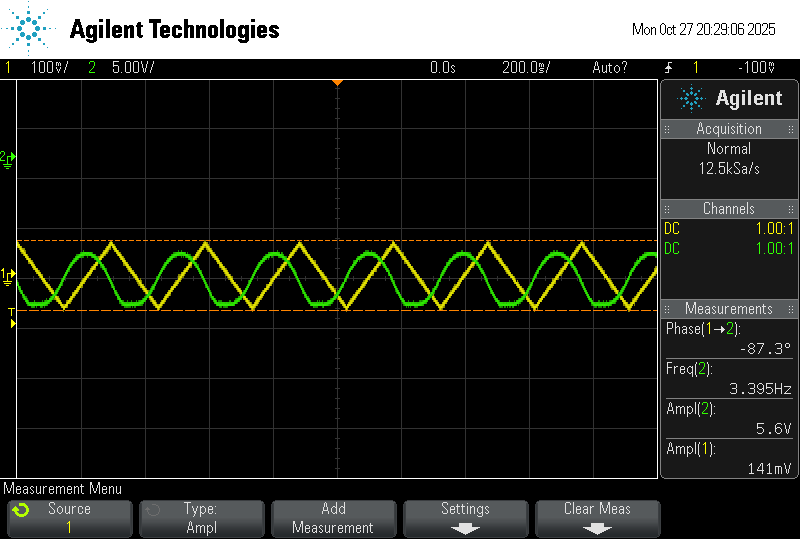 Agilent Technologies
Mon Oct 27 20:29:06 2025
1 100mV/ 2 5.00V/ 0.0s 200.0ms/ Auto? 1 -100mV
Agilent
Acquisition
Normal
12.5kSa/s
Channels
DC 1.00:1
DC 1.00:1
Measurements
Phase(1→2):
-87.3°
Freq(2):
3.395Hz
Ampl(2):
5.6V
Ampl(1):
141mV
2
1
T
Measurement Menu
Source
1
Type:
Ampl
Add
Measurement
Settings
Clear Meas